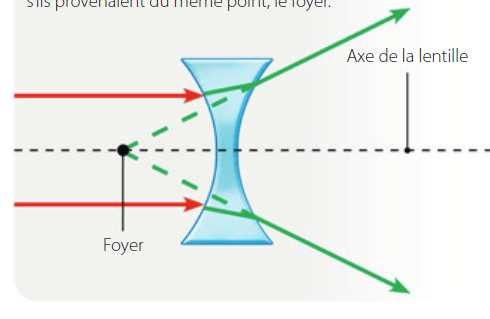 s'ils provenaient du même point, le foyer.
Axe de la lentille
Foyer